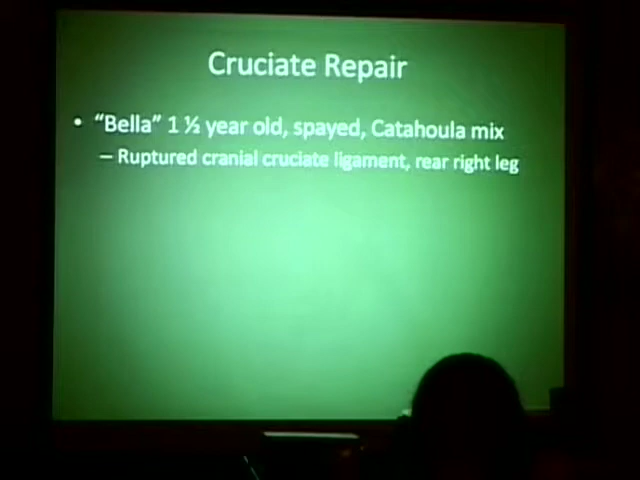 Cruciate Repair
• “Bella” 1 ½ year old, spayed, Catahoula mix
– Ruptured cranial cruciate ligament, rear right leg